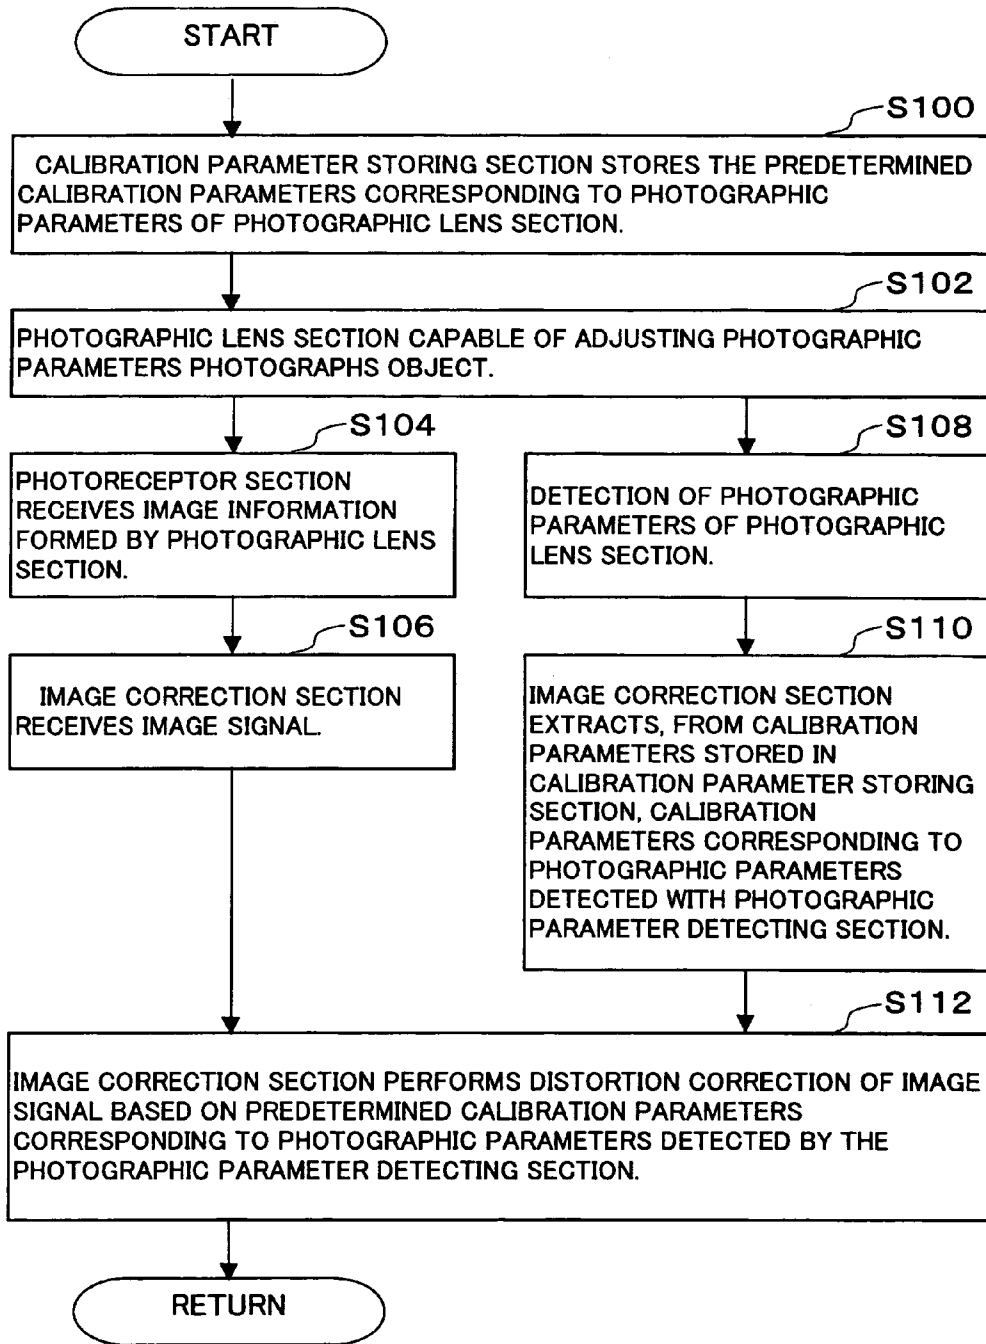 START
S100
CALIBRATION PARAMETER STORING SECTION STORES THE PREDETERMINED
CALIBRATION PARAMETERS CORRESPONDING TO PHOTOGRAPHIC
PARAMETERS OF PHOTOGRAPHIC LENS SECTION.
S102
PHOTOGRAPHIC LENS SECTION CAPABLE OF ADJUSTING PHOTOGRAPHIC
PARAMETERS PHOTOGRAPHS OBJECT.
S104
PHOTORECEPTOR SECTION
RECEIVES IMAGE INFORMATION
FORMED BY PHOTOGRAPHIC LENS
SECTION.
S106
IMAGE CORRECTION SECTION
RECEIVES IMAGE SIGNAL.
S108
DETECTION OF PHOTOGRAPHIC
PARAMETERS OF PHOTOGRAPHIC
LENS SECTION.
S110
IMAGE CORRECTION SECTION
EXTRACTS, FROM CALIBRATION
PARAMETERS STORED IN
CALIBRATION PARAMETER STORING
SECTION, CALIBRATION
PARAMETERS CORRESPONDING TO
PHOTOGRAPHIC PARAMETERS
DETECTED WITH PHOTOGRAPHIC
PARAMETER DETECTING SECTION.
S112
IMAGE CORRECTION SECTION PERFORMS DISTORTION CORRECTION OF IMAGE
SIGNAL BASED ON PREDETERMINED CALIBRATION PARAMETERS
CORRESPONDING TO PHOTOGRAPHIC PARAMETERS DETECTED BY THE
PHOTOGRAPHIC PARAMETER DETECTING SECTION.
RETURN